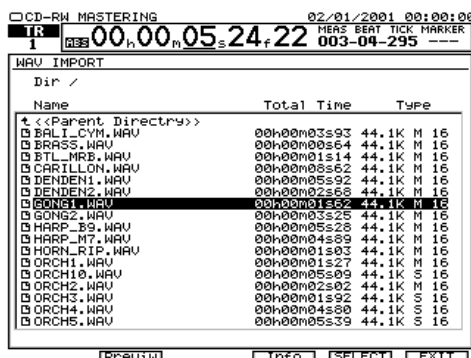 CD-RW MASTERING 02/01/2001 00:00:00
TR 1 ABS 00h00m05s24f22 MEAS BEAT TICK MARKER 003-04-295 ---
WAV IMPORT
Dir /
Name Total Time Type
<<Parent Directry>>
BALI_CYM.WAV 00h00m03s93 44.1K M 16
BRASS.WAV 00h00m00s64 44.1K M 16
BTL_MRB.WAV 00h00m01s14 44.1K M 16
CARILLON.WAV 00h00m08s62 44.1K M 16
DENDEN1.WAV 00h00m05s92 44.1K M 16
DENDEN2.WAV 00h00m02s68 44.1K M 16
GONG1.WAV 00h00m01s62 44.1K M 16
GONG2.WAV 00h00m03s25 44.1K M 16
HARP_B9.WAV 00h00m05s28 44.1K M 16
HARP_M7.WAV 00h00m04s89 44.1K M 16
HORN_RIP.WAV 00h00m01s03 44.1K M 16
ORCH1.WAV 00h00m01s27 44.1K M 16
ORCH10.WAV 00h00m05s09 44.1K S 16
ORCH2.WAV 00h00m02s02 44.1K M 16
ORCH3.WAV 00h00m01s92 44.1K S 16
ORCH4.WAV 00h00m04s80 44.1K S 16
ORCH5.WAV 00h00m05s39 44.1K S 16
Previw Info SELECT EXIT